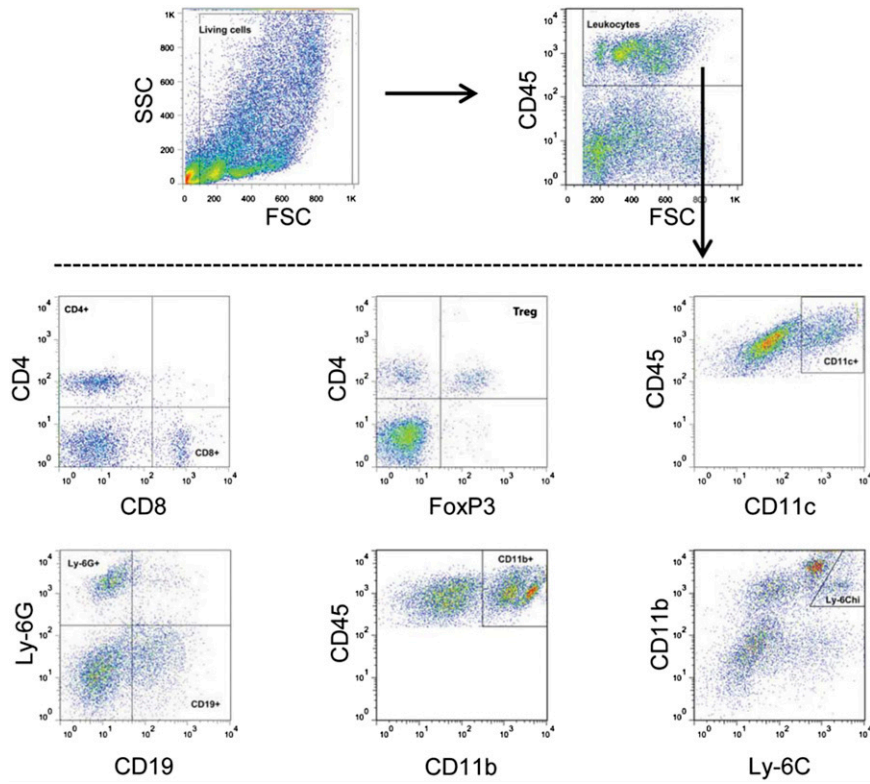 Living cells
SSC
1000
800
600
400
200
0
0 200 400 600 800 1K
FSC
Leukocytes
CD45
10⁴
10³
10²
10¹
10⁰
0 200 400 600 800 1K
FSC
CD4+
CD4
10⁴
10³
10²
10¹
10⁰
CD8+
10⁰ 10¹ 10² 10³ 10⁴
CD8
Treg
CD4
10⁴
10³
10²
10¹
10⁰
10⁰ 10¹ 10² 10³ 10⁴
FoxP3
CD45
10⁴
10³
10²
10¹
10⁰
CD11c+
10⁰ 10¹ 10² 10³ 10⁴
CD11c
Ly-6G+
Ly-6G
10⁴
10³
10²
10¹
10⁰
CD19+
10⁰ 10¹ 10² 10³ 10⁴
CD19
CD11b+
CD45
10⁴
10³
10²
10¹
10⁰
10⁰ 10¹ 10² 10³ 10⁴
CD11b
CD11b
10⁴
10³
10²
10¹
10⁰
Ly-6Chi
10⁰ 10¹ 10² 10³ 10⁴
Ly-6C